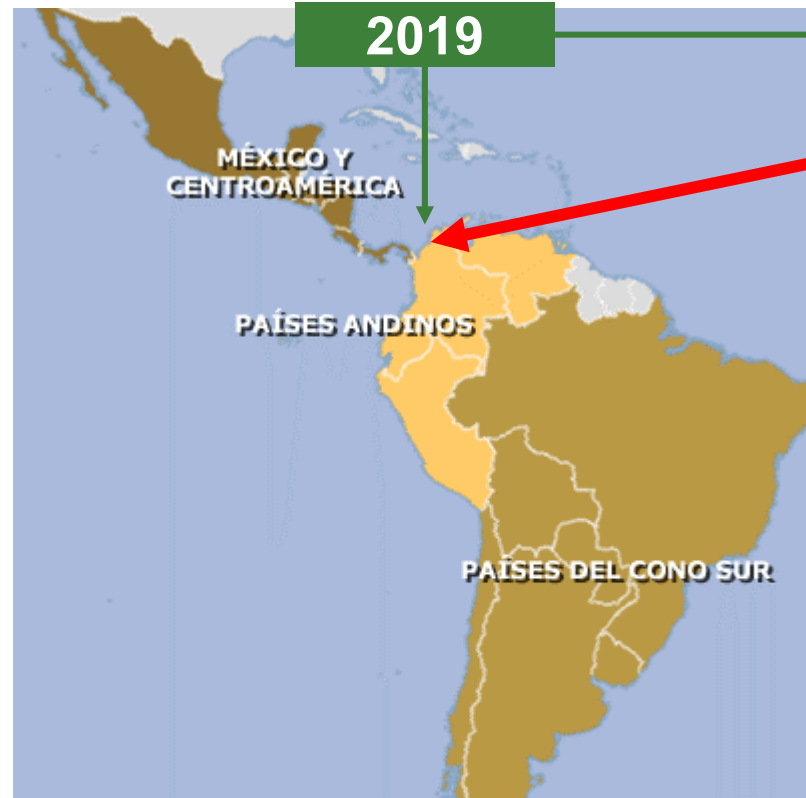 2019
MÉXICO Y
CENTROAMÉRICA
PAÍSES ANDINOS
PAÍSES DEL CONO SUR